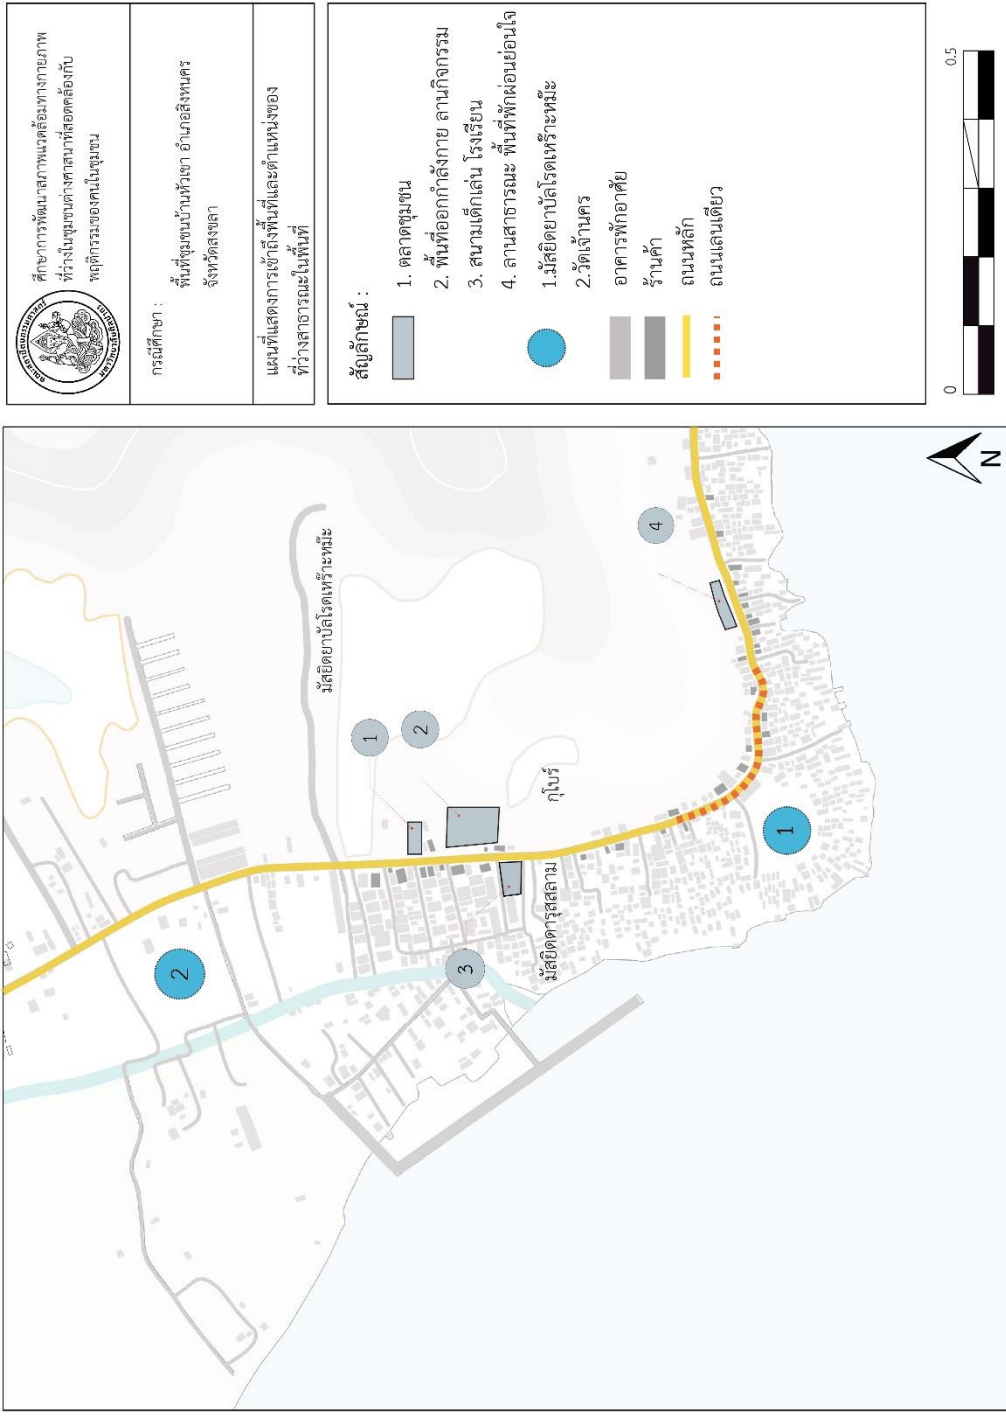 ศึกษาการพัฒนาสภาพแวดล้อมทางกายภาพ
ที่ว่างในชุมชนต่างศาสนาที่สอดคล้องกับ
พฤติกรรมของคนในชุมชน
กรณีศึกษา :
พื้นที่ชุมชนบ้านหัวเขา อำเภอสิงหนคร
จังหวัดสงขลา
แผนที่แสดงการเข้าถึงพื้นที่และตำแหน่งของ
ที่ว่างสาธารณะในพื้นที่
สัญลักษณ์ :
1. ตลาดชุมชน
2. พื้นที่ออกกำลังกาย ลานกิจกรรม
3. สนามเด็กเล่น โรงเรียน
4. ลานสาธารณะ พื้นที่พักผ่อนย่อนใจ
1.มัสยิดยาบัลโรดเหร๊าะหม๊ะ
2.วัดเจ้านคร
อาคารพักอาศัย
ร้านค้า
ถนนหลัก
ถนนเลนเดียว
0
0.5
มัสยิดยาบัลโรดเหร๊าะหม๊ะ
1
2
กุโบร์
4
2
3
มัสยิดดารุสสลาม
1
N